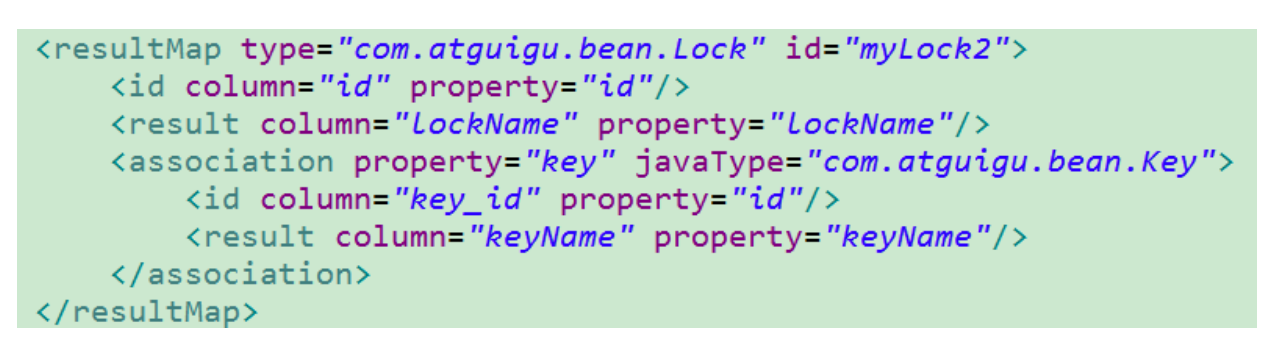 <resultMap type="com.atguigu.bean.Lock" id="myLock2">
    <id column="id" property="id"/>
    <result column="lockName" property="lockName"/>
    <association property="key" javaType="com.atguigu.bean.Key">
        <id column="key_id" property="id"/>
        <result column="keyName" property="keyName"/>
    </association>
</resultMap>